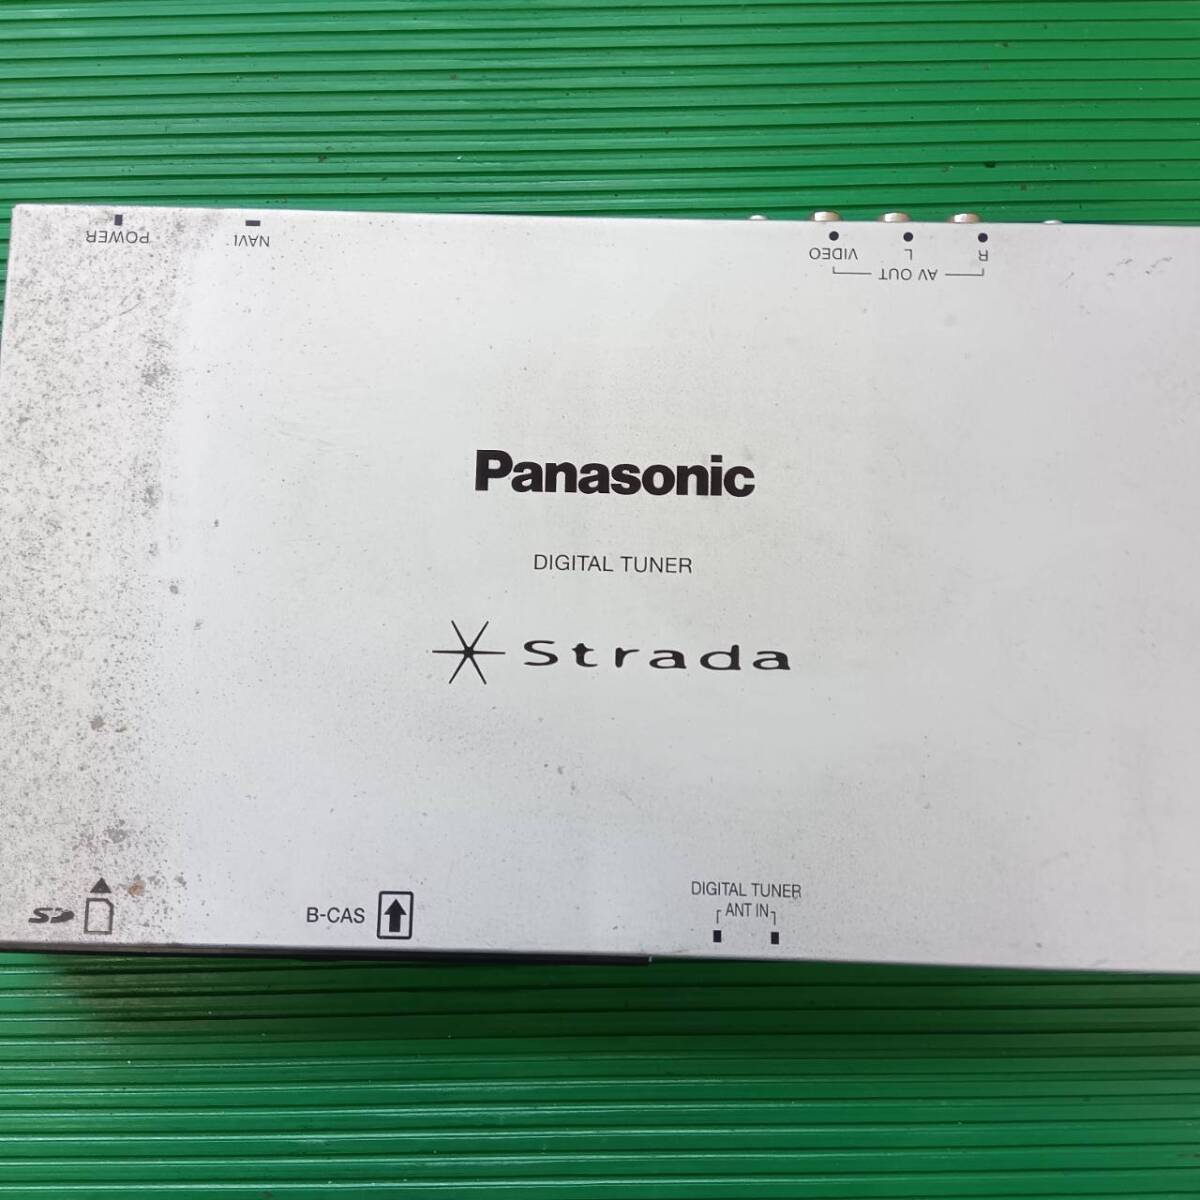 POWER
NAVI
VIDEO L R
AV OUT
Panasonic
DIGITAL TUNER
Strada
SD
B-CAS
DIGITAL TUNER
ANT IN